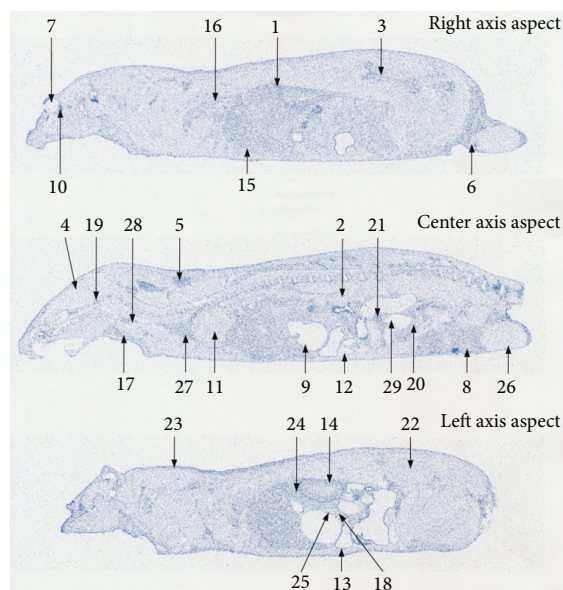 Right axis aspect
7 16 1 3
10 15 6
Center axis aspect
4 19 28 5 2 21
17 27 11 9 12 29 20 8 26
Left axis aspect
23 24 14 22
25 13 18